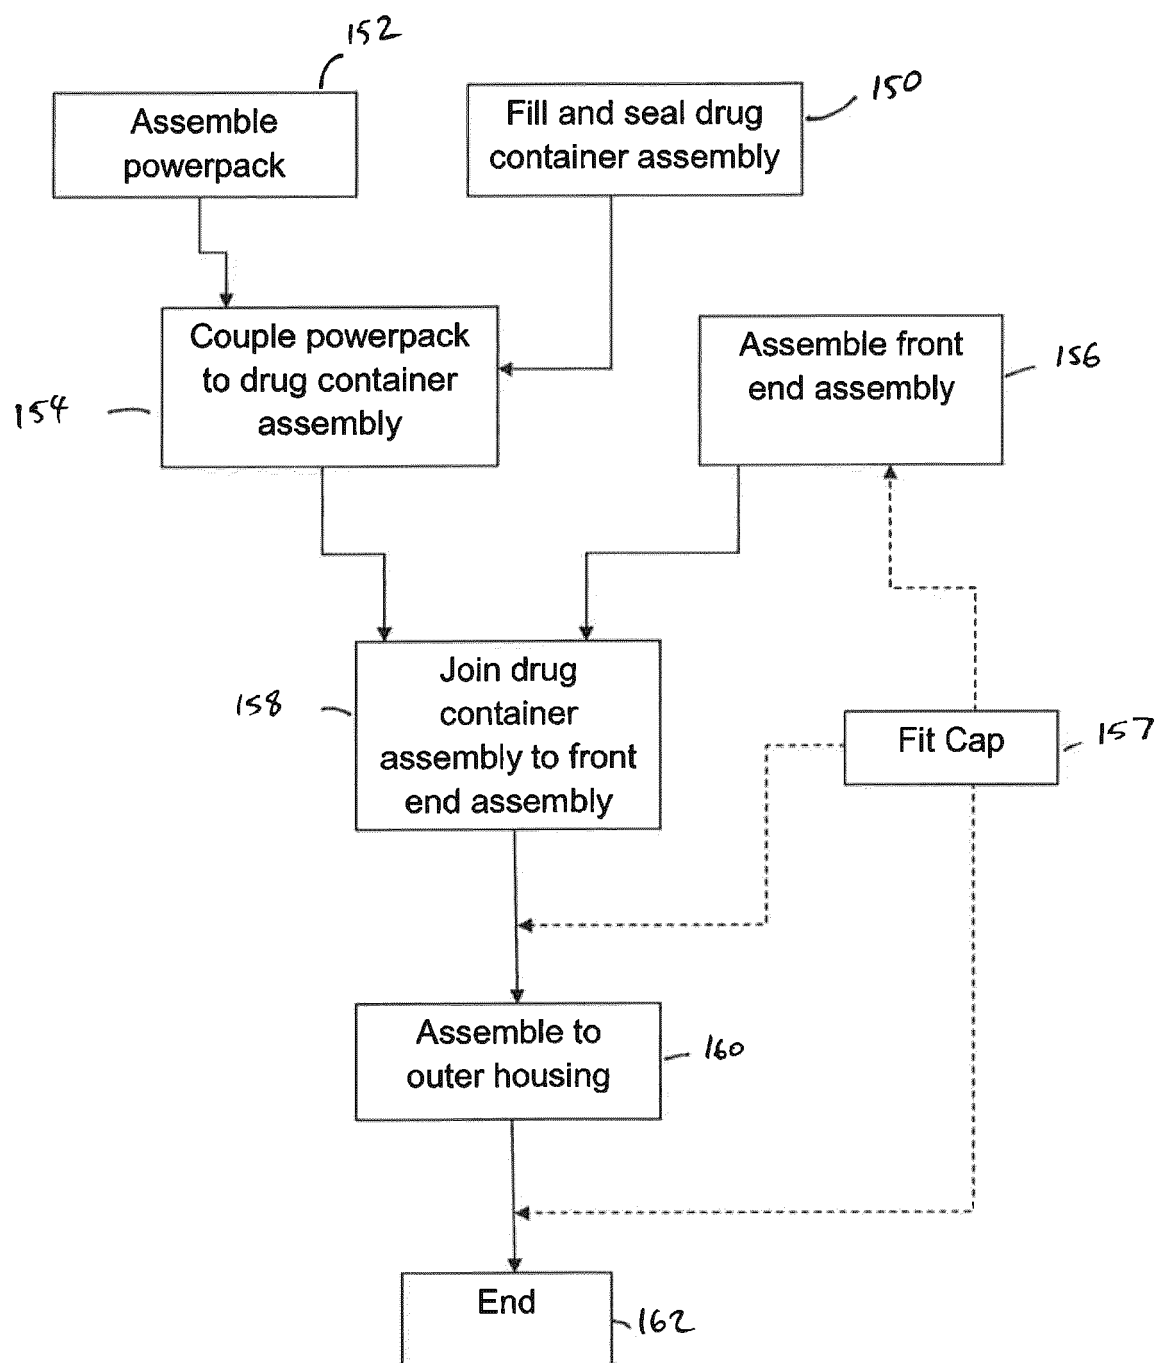 152
Assemble
powerpack
150
Fill and seal drug
container assembly
154
Couple powerpack
to drug container
assembly
156
Assemble front
end assembly
158
Join drug
container
assembly to front
end assembly
157
Fit Cap
160
Assemble to
outer housing
End
162